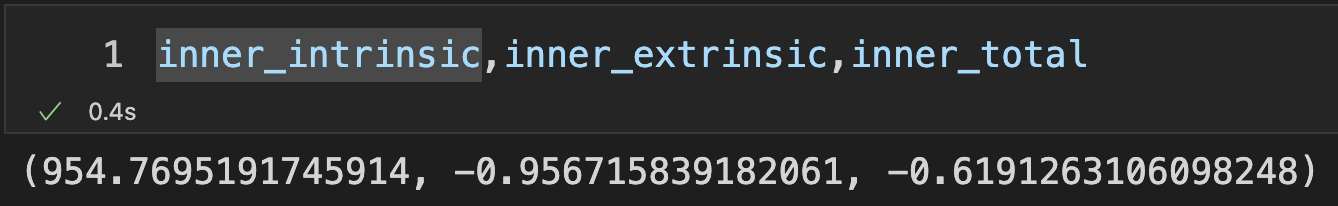 1 inner_intrinsic,inner_extrinsic,inner_total
✓ 0.4s
(954.7695191745914, -0.956715839182061, -0.6191263106098248)